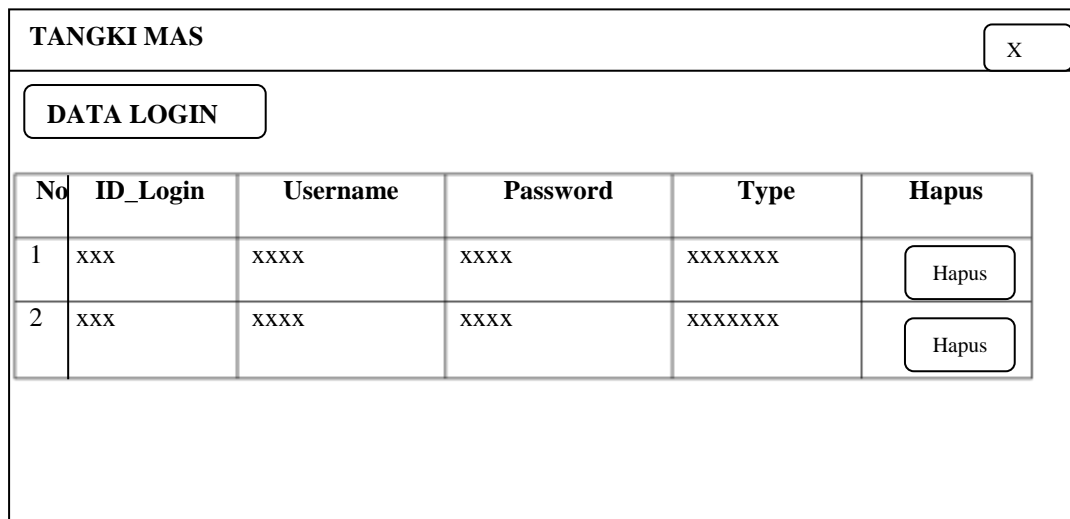 TANGKI MAS
X
DATA LOGIN
No ID_Login Username Password Type Hapus
1 xxx xxxx xxxx xxxxxxx Hapus
2 xxx xxxx xxxx xxxxxxx Hapus